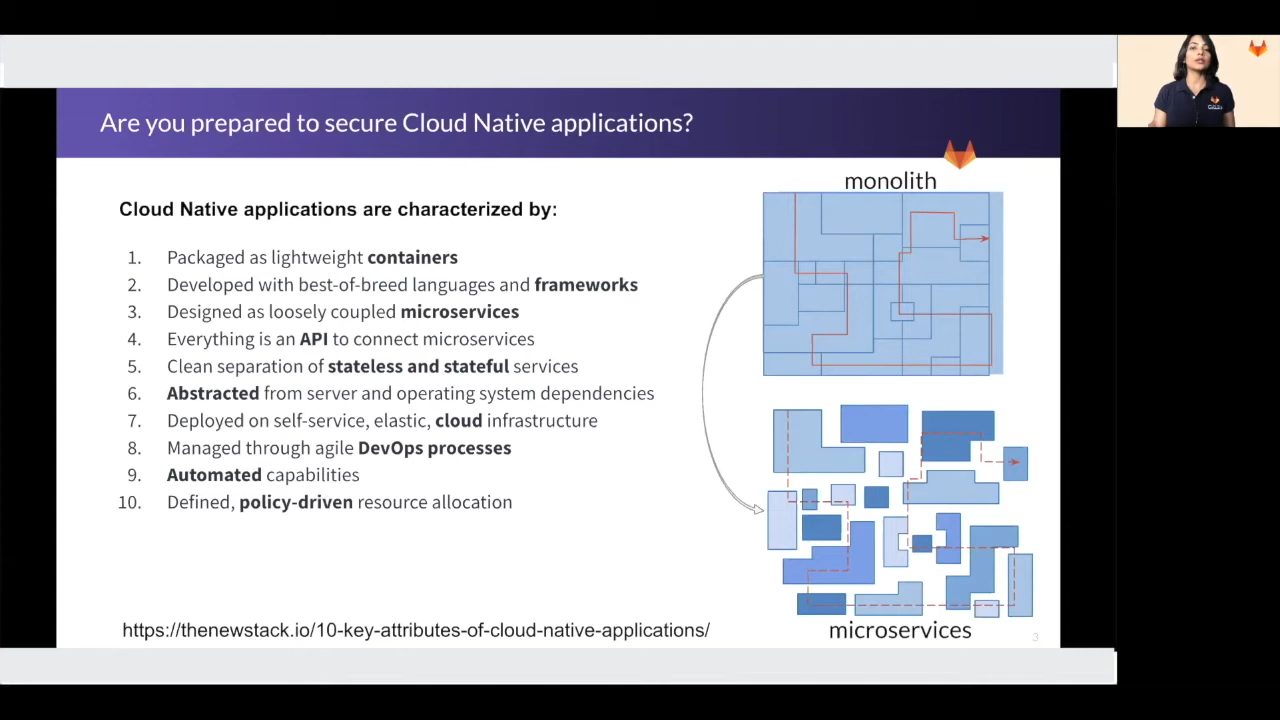 Are you prepared to secure Cloud Native applications?
Cloud Native applications are characterized by:
1. Packaged as lightweight containers
2. Developed with best-of-breed languages and frameworks
3. Designed as loosely coupled microservices
4. Everything is an API to connect microservices
5. Clean separation of stateless and stateful services
6. Abstracted from server and operating system dependencies
7. Deployed on self-service, elastic, cloud infrastructure
8. Managed through agile DevOps processes
9. Automated capabilities
10. Defined, policy-driven resource allocation
https://thenewstack.io/10-key-attributes-of-cloud-native-applications/
monolith
microservices
3